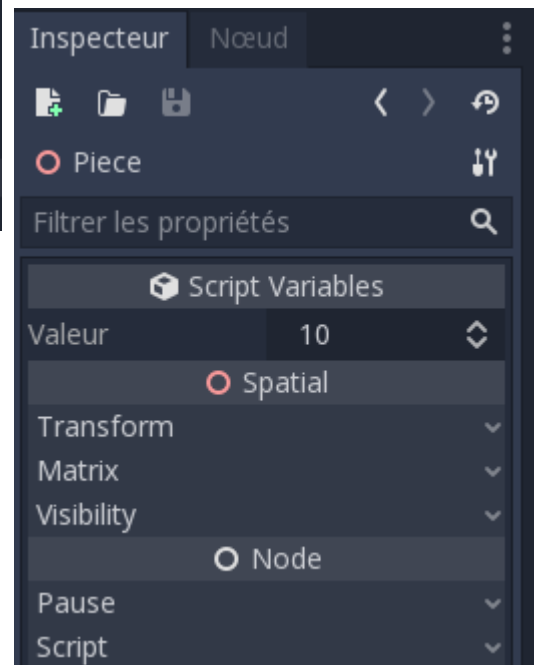 Inspecteur Nœud
Piece
Filtrer les propriétés
Script Variables
Valeur 10
Spatial
Transform
Matrix
Visibility
Node
Pause
Script